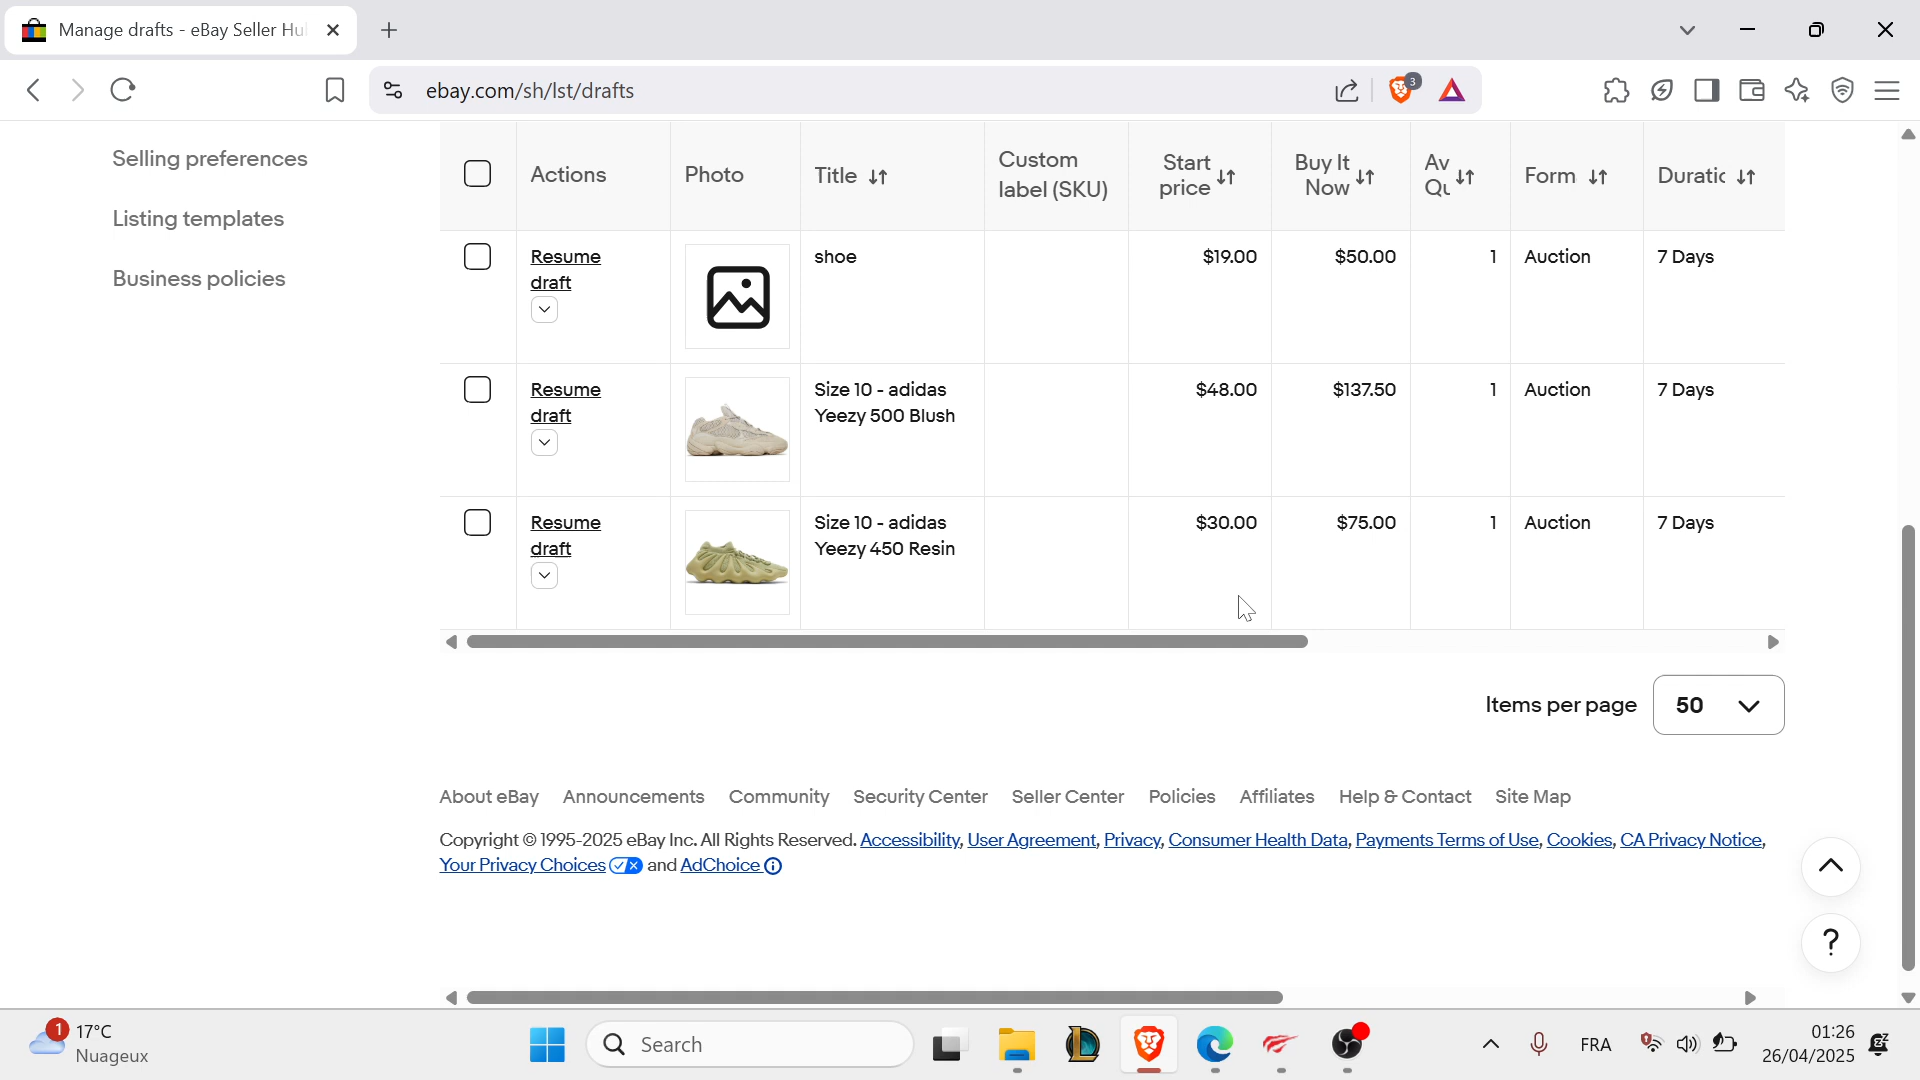 Manage drafts - eBay Seller Hu
ebay.com/sh/lst/drafts
3
Selling preferences
Listing templates
Business policies
Actions
Photo
Title
Custom
label (SKU)
Start
price
Buy It
Now
Av
Qu
Form
Duratic
Resume
draft
shoe
$19.00
$50.00
1
Auction
7 Days
Resume
draft
Size 10 - adidas
Yeezy 500 Blush
$48.00
$137.50
1
Auction
7 Days
Resume
draft
Size 10 - adidas
Yeezy 450 Resin
$30.00
$75.00
1
Auction
7 Days
Items per page
50
About eBay Announcements Community Security Center Seller Center Policies Affiliates Help & Contact Site Map
Copyright © 1995-2025 eBay Inc. All Rights Reserved. Accessibility, User Agreement, Privacy, Consumer Health Data, Payments Terms of Use, Cookies, CA Privacy Notice,
Your Privacy Choices and AdChoice
?
1
17°C
Nuageux
Search
FRA
01:26
26/04/2025